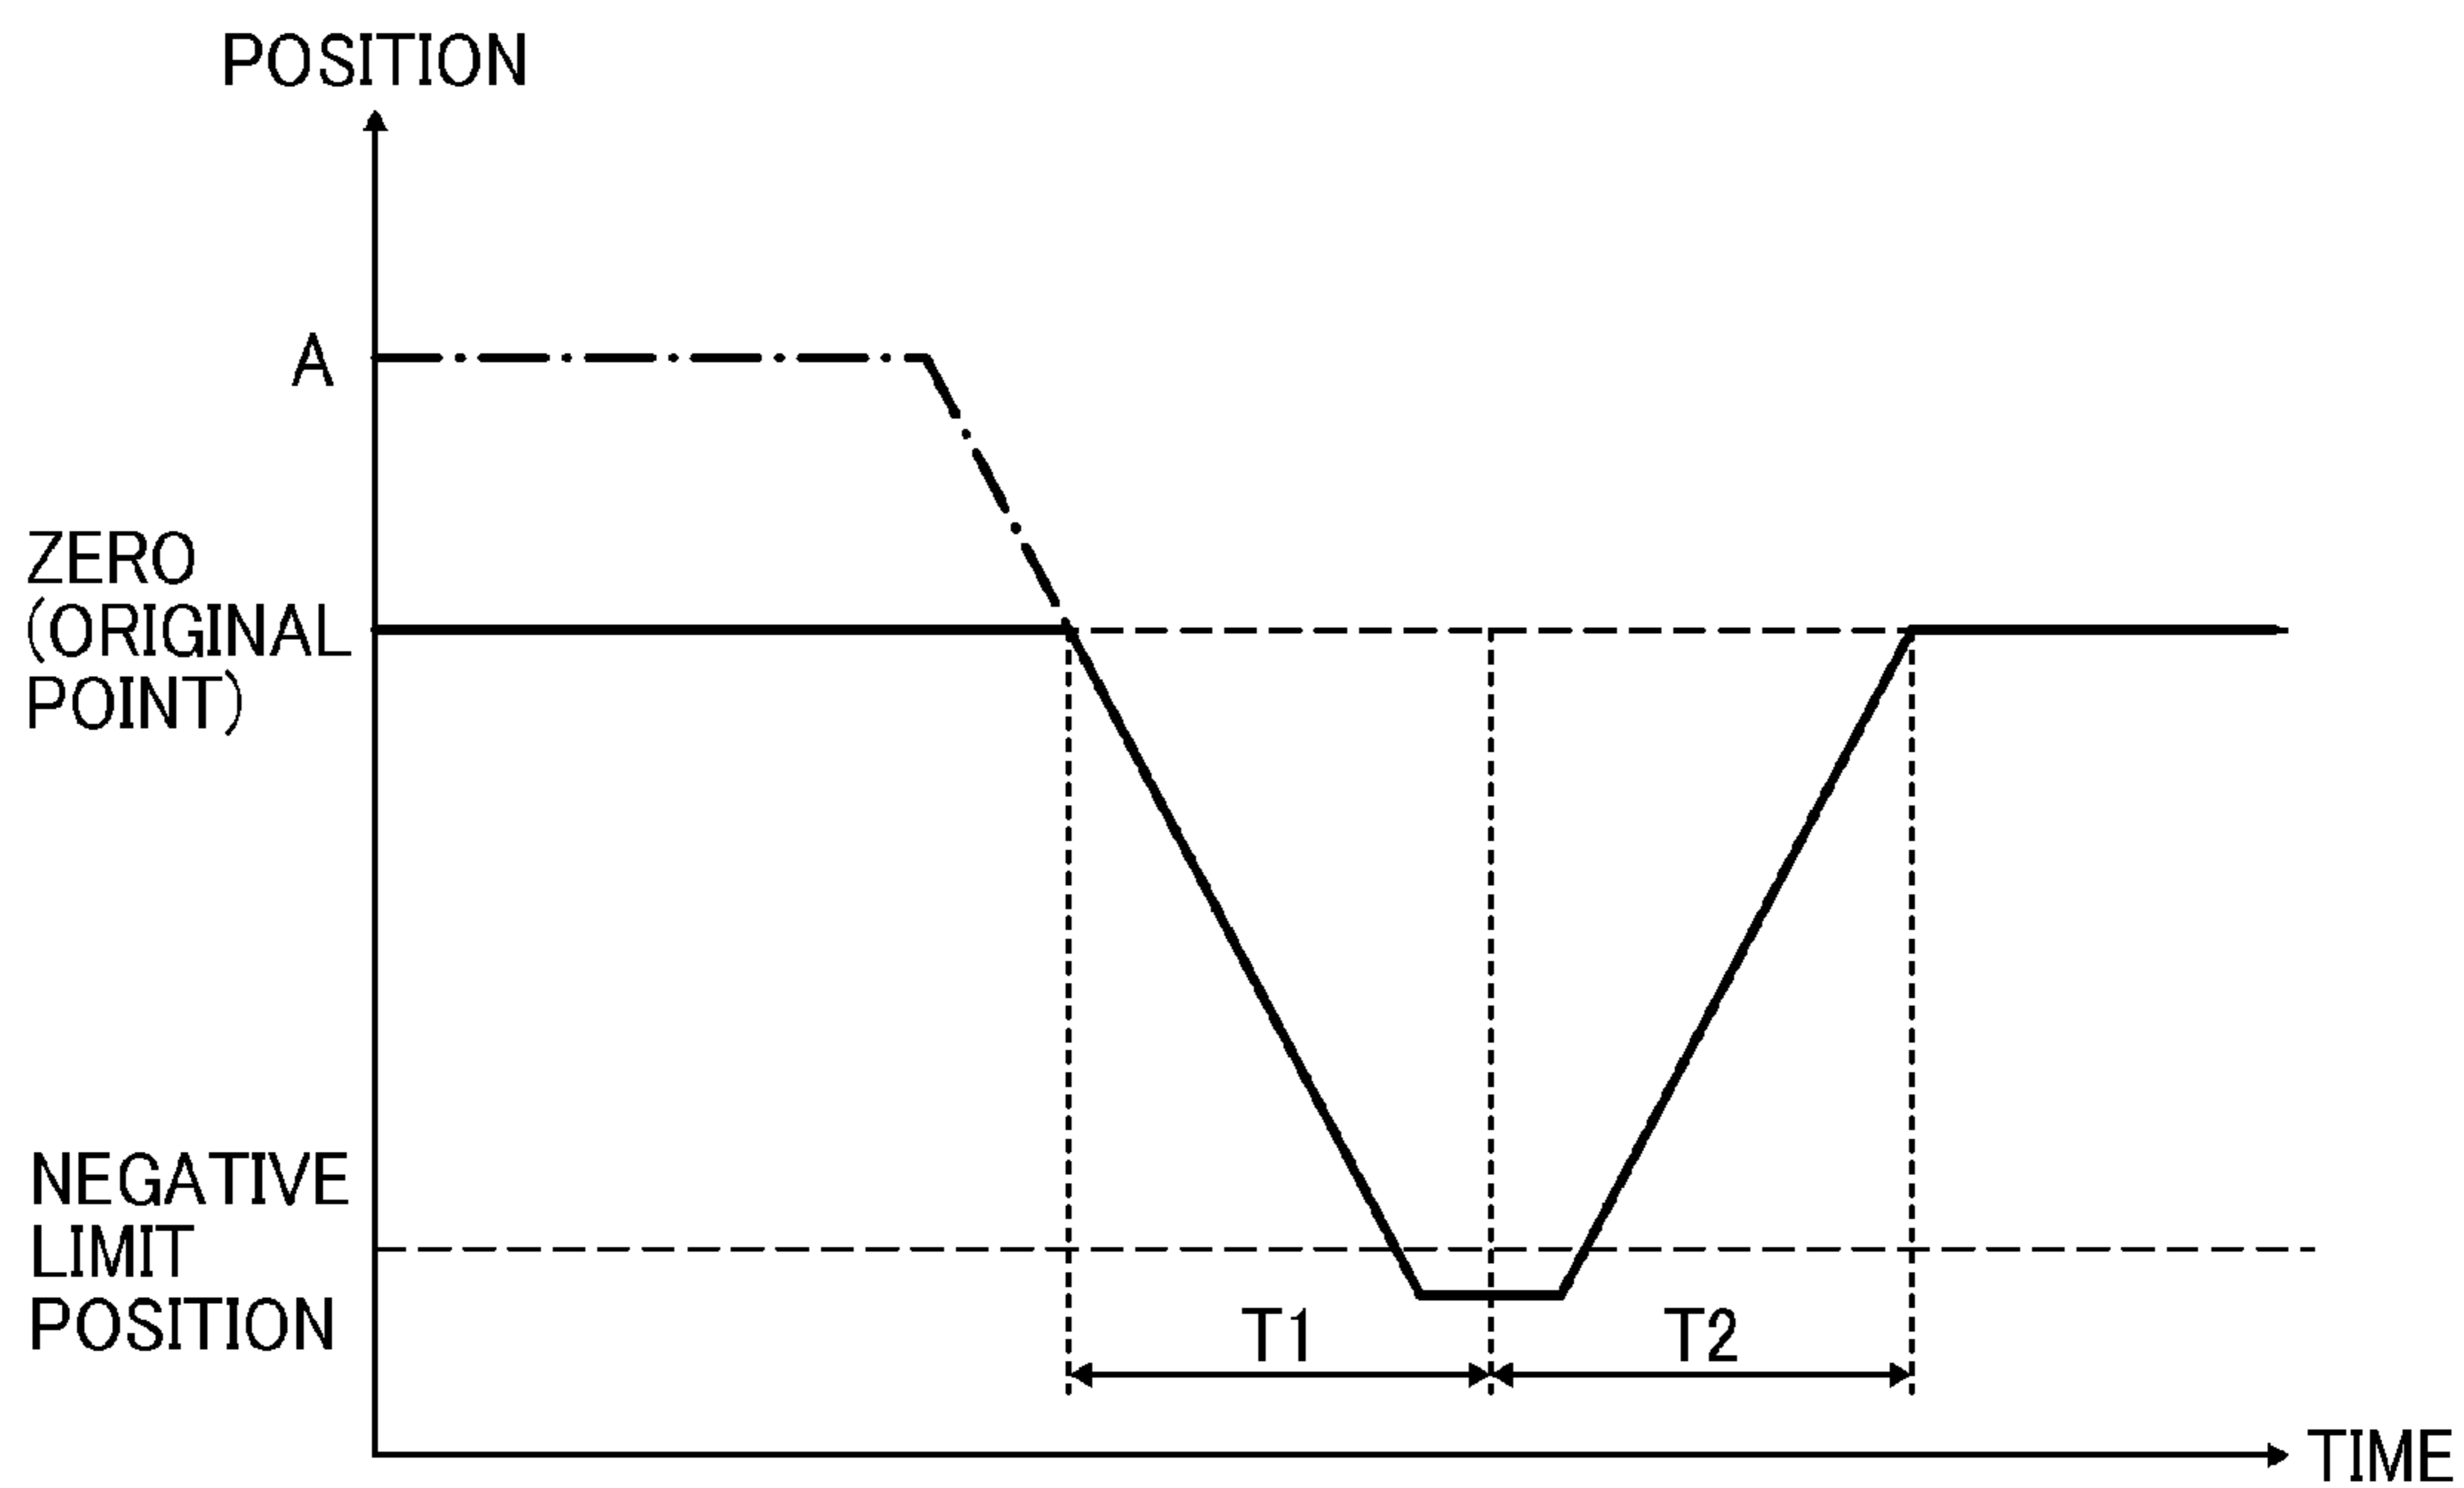 POSITION
A
ZERO
(ORIGINAL
POINT)
NEGATIVE
LIMIT
POSITION
T1
T2
TIME